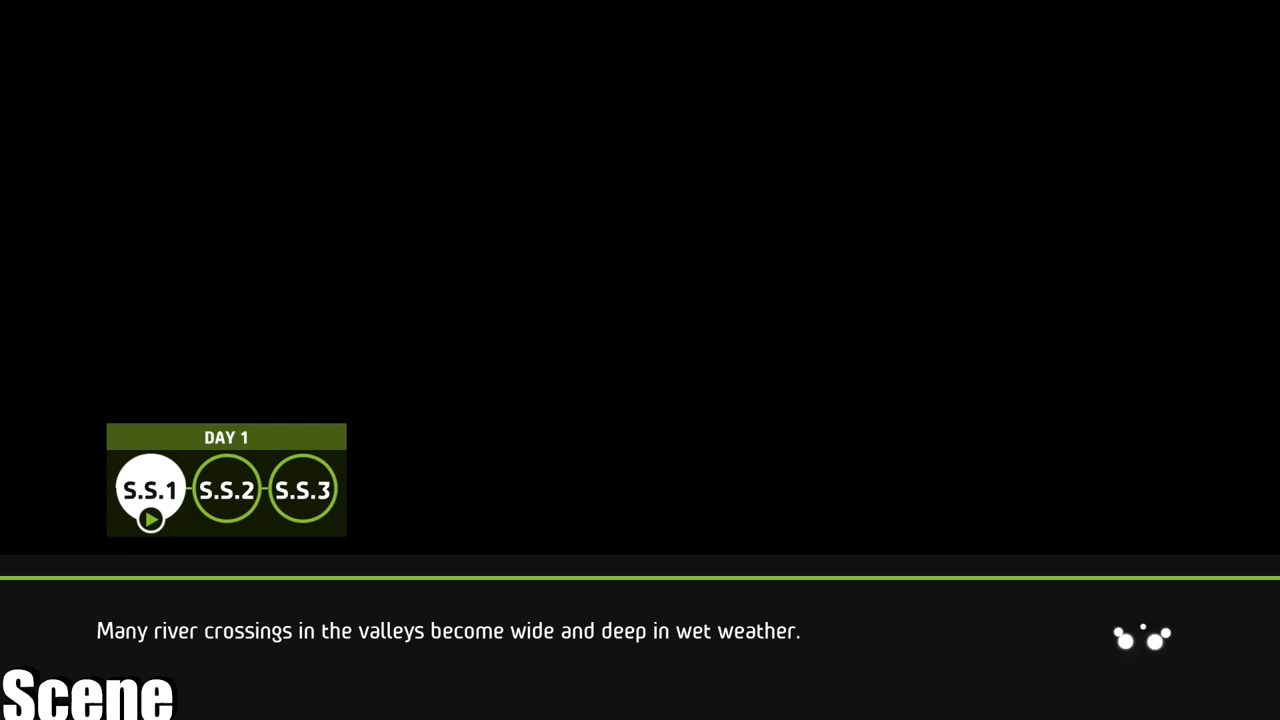 DAY 1
S.S.1 S.S.2 S.S.3
Many river crossings in the valleys become wide and deep in wet weather.
Scene